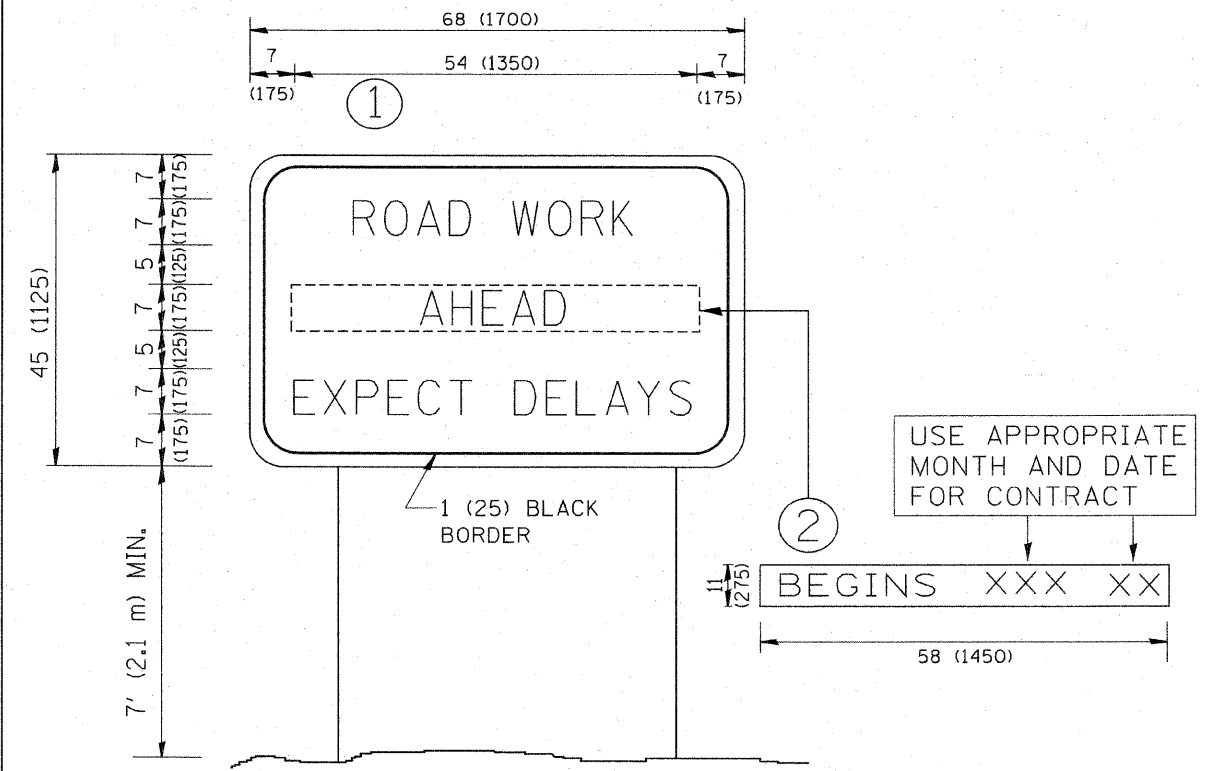 68 (1700)
7 54 (1350) 7
(175) (175)
1
7 (175)
7 (175)
5 (125)
7 (175)
5 (125)
7 (175)
7 (175)
45 (1125)
ROAD WORK
AHEAD
EXPECT DELAYS
1 (25) BLACK
BORDER
7' (2.1 m) MIN.
USE APPROPRIATE
MONTH AND DATE
FOR CONTRACT
2
11
(275)
BEGINS XXX XX
58 (1450)